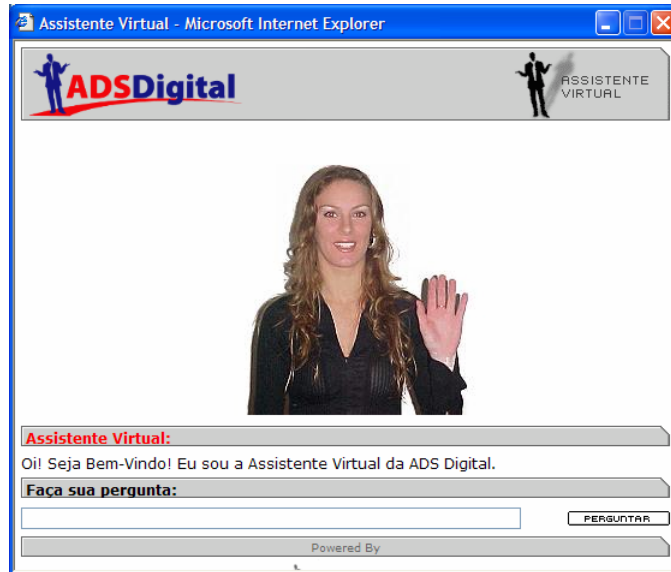 Assistente Virtual - Microsoft Internet Explorer
ADSDigital
ASSISTENTE
VIRTUAL
Assistente Virtual:
Oi! Seja Bem-Vindo! Eu sou a Assistente Virtual da ADS Digital.
Faça sua pergunta:
PERGUNTAR
Powered By